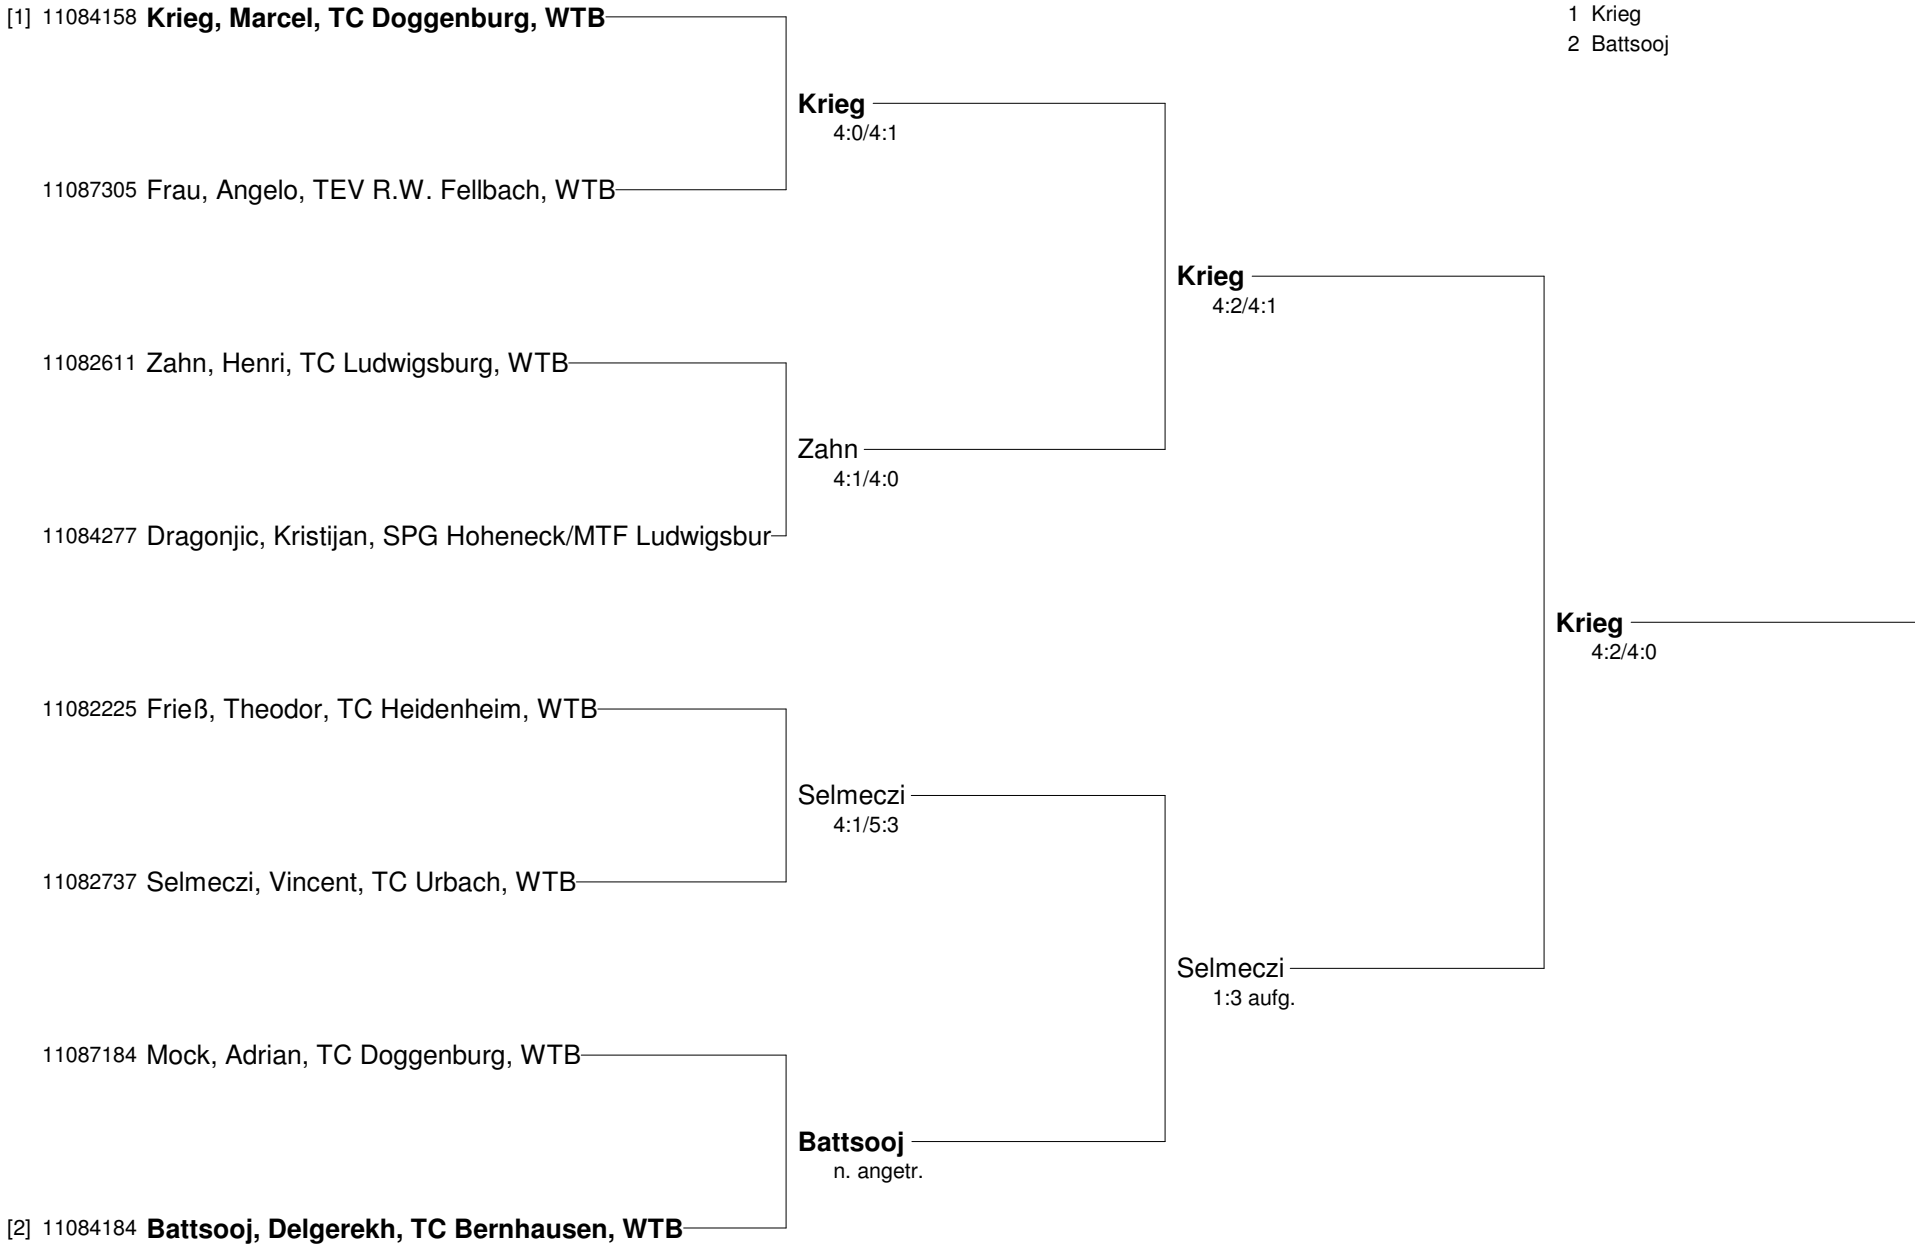 [1] 11084158 Krieg, Marcel, TC Doggenburg, WTB
1 Krieg
2 Battsooj
Krieg
4:0/4:1
11087305 Frau, Angelo, TEV R.W. Fellbach, WTB
Krieg
4:2/4:1
11082611 Zahn, Henri, TC Ludwigsburg, WTB
Zahn
4:1/4:0
11084277 Dragonjic, Kristijan, SPG Hoheneck/MTF Ludwigsbur
Krieg
4:2/4:0
11082225 Frieß, Theodor, TC Heidenheim, WTB
Selmeczi
4:1/5:3
11082737 Selmeczi, Vincent, TC Urbach, WTB
Selmeczi
1:3 aufg.
11087184 Mock, Adrian, TC Doggenburg, WTB
Battsooj
n. angetr.
[2] 11084184 Battsooj, Delgerekh, TC Bernhausen, WTB